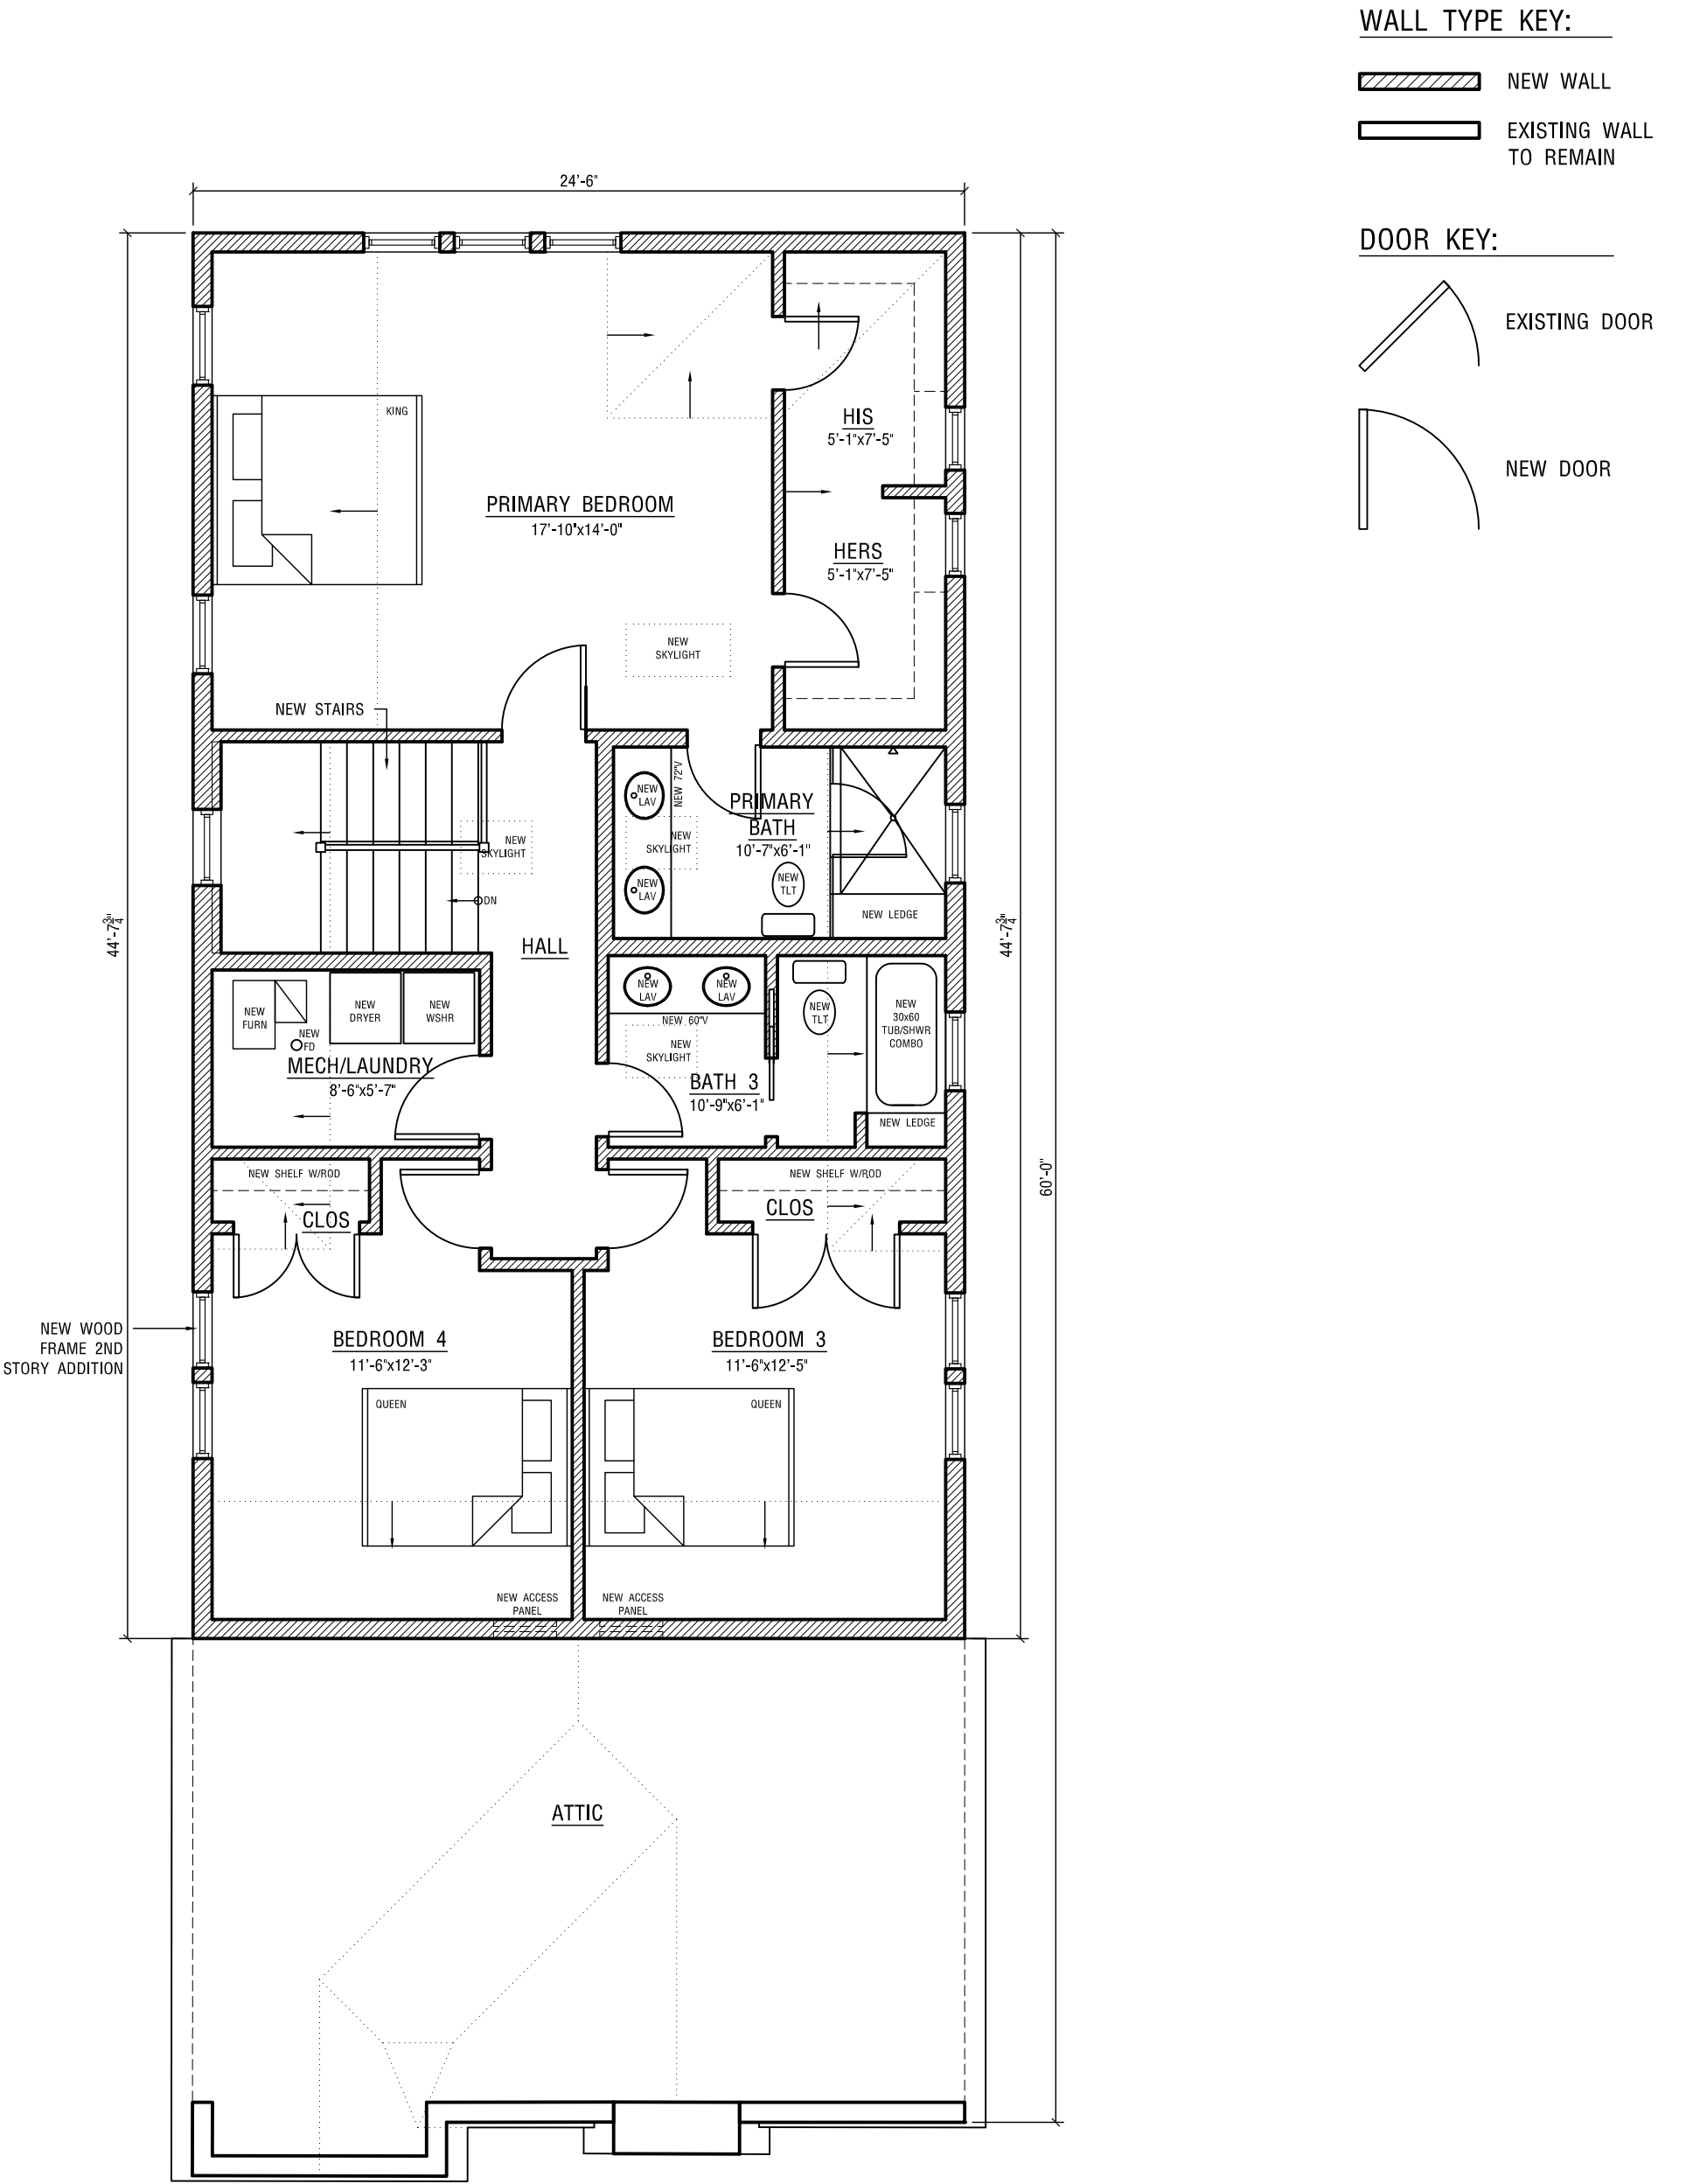 WALL TYPE KEY:
NEW WALL
EXISTING WALL
TO REMAIN
DOOR KEY:
EXISTING DOOR
NEW DOOR
24'-6"
44'-7¾"
44'-7¾"
60'-0"
KING
PRIMARY BEDROOM
17'-10"x14'-0"
HIS
5'-1"x7'-5"
HERS
5'-1"x7'-5"
NEW
SKYLIGHT
NEW STAIRS
NEW
SKYLIGHT
DN
HALL
NEW
LAV
NEW 72"V
NEW
SKYLIGHT
NEW
LAV
PRIMARY
BATH
10'-7"x6'-1"
NEW
TLT
NEW LEDGE
NEW
FURN
NEW
FD
NEW
DRYER
NEW
WSHR
MECH/LAUNDRY
8'-6"x5'-7"
NEW
LAV
NEW
LAV
NEW 60"V
NEW
SKYLIGHT
BATH 3
10'-9"x6'-1"
NEW
TLT
NEW
30x60
TUB/SHWR
COMBO
NEW LEDGE
NEW SHELF W/ROD
CLOS
NEW SHELF W/ROD
CLOS
NEW WOOD
FRAME 2ND
STORY ADDITION
BEDROOM 4
11'-6"x12'-3"
QUEEN
BEDROOM 3
11'-6"x12'-5"
QUEEN
NEW ACCESS
PANEL
NEW ACCESS
PANEL
ATTIC